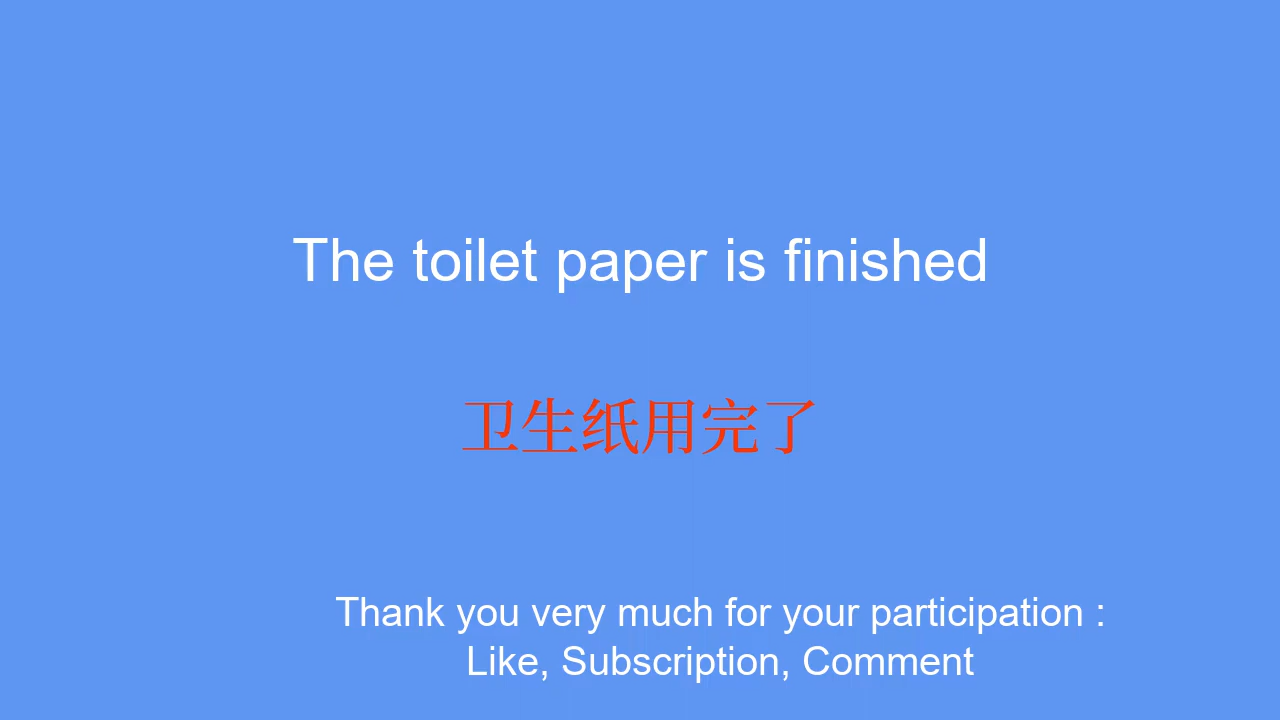 The toilet paper is finished
卫生纸用完了
Thank you very much for your participation :
Like, Subscription, Comment